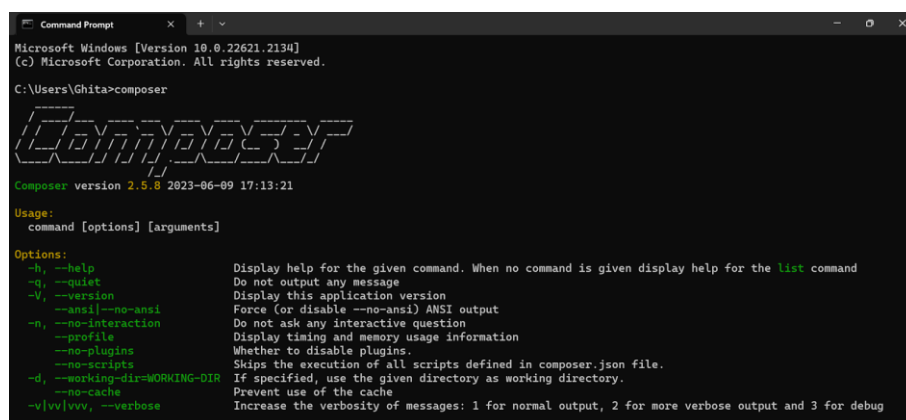 Command Prompt
Microsoft Windows [Version 10.0.22621.2134]
(c) Microsoft Corporation. All rights reserved.
C:\Users\Ghita>composer
Composer
Composer version 2.5.8 2023-06-09 17:13:21
Usage:
command [options] [arguments]
Options:
-h, --help Display help for the given command. When no command is given display help for the list command
-q, --quiet Do not output any message
-V, --version Display this application version
--ansi|--no-ansi Force (or disable --no-ansi) ANSI output
-n, --no-interaction Do not ask any interactive question
--profile Display timing and memory usage information
--no-plugins Whether to disable plugins.
--no-scripts Skips the execution of all scripts defined in composer.json file.
-d, --working-dir=WORKING-DIR If specified, use the given directory as working directory.
--no-cache Prevent use of the cache
-v|vv|vvv, --verbose Increase the verbosity of messages: 1 for normal output, 2 for more verbose output and 3 for debug